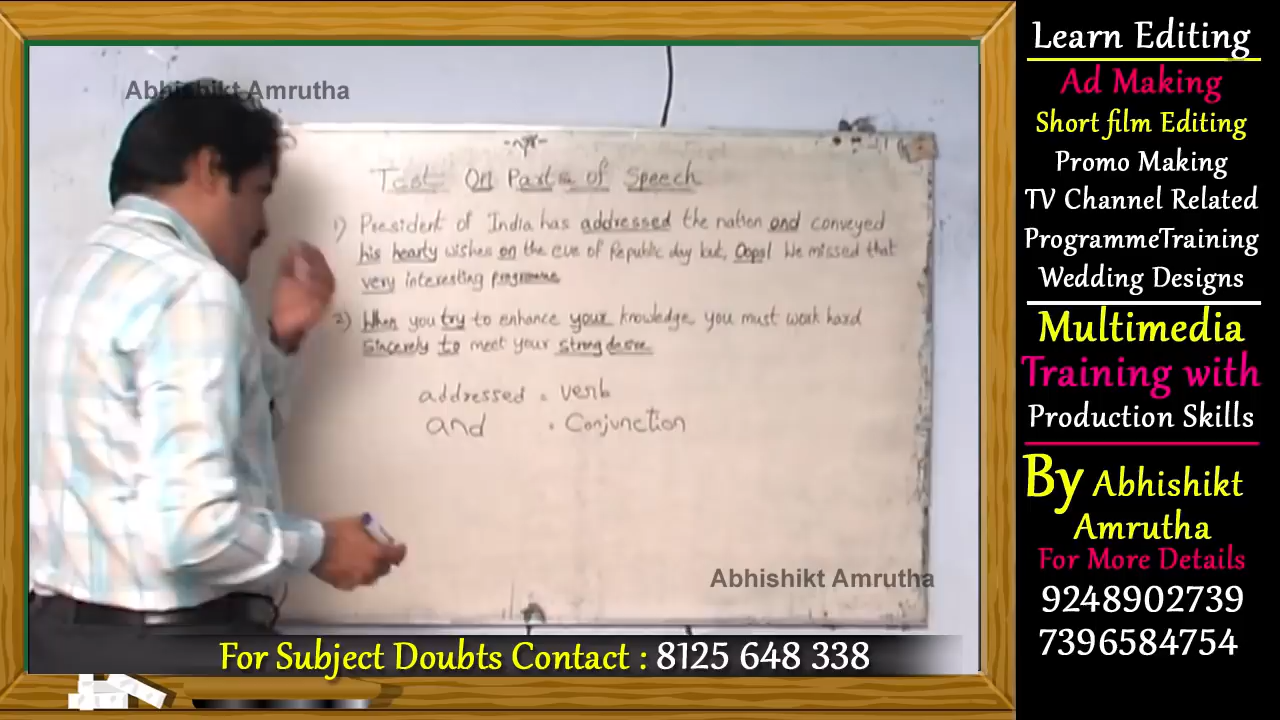 Abhishikt Amrutha
Test On Parts of Speech
1) President of India has addressed the nation and conveyed
his hearty wishes on the eve of Republic day but, Oops! We missed that
very interesting programme
2) When you try to enhance your knowledge, you must work hard
Sincerely to meet your strong desire
addressed = verb
and = Conjunction
Abhishikt Amrutha
For Subject Doubts Contact : 8125 648 338
Learn Editing
Ad Making
Short film Editing
Promo Making
TV Channel Related
ProgrammeTraining
Wedding Designs
Multimedia
Training with
Production Skills
By Abhishikt
Amrutha
For More Details
9248902739
7396584754